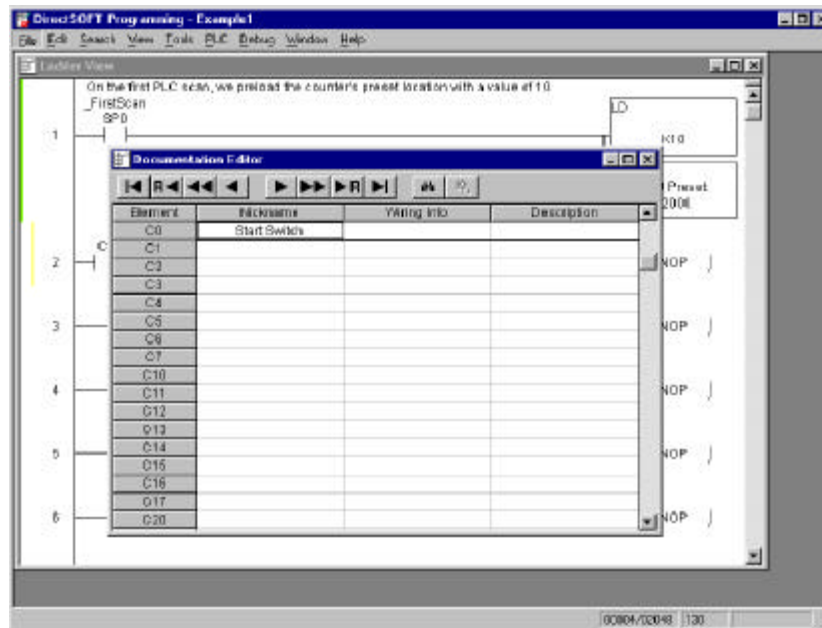 DirectSOFT Programming - Example1
File Edit Search View Tools PLC Debug Window Help
Ladder View
On the first PLC scan, we preload the counter's preset location with a value of 10.
_FirstScan
SP0
LD
1
K10
Documentation Editor
Preset
Element Nickname Wiring Info Description
C0 Start Switch
C1
C
2
C2
NOP
C3
C4
3
C5
NOP
C6
C7
C10
4
C11
NOP
C12
C13
5
C14
NOP
C15
C16
C17
6
C20
NOP
00004/02048 130